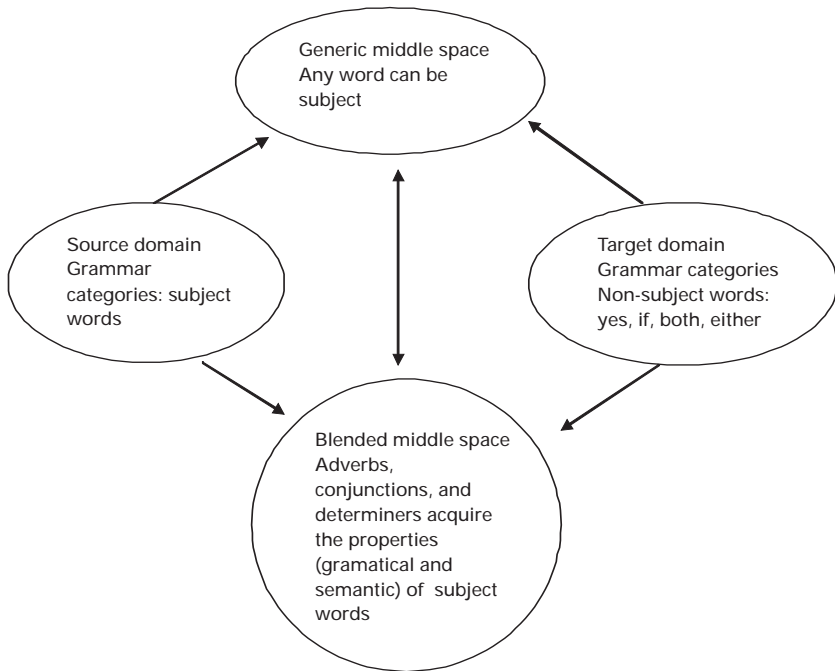 Generic middle space
Any word can be
subject
Source domain
Grammar
categories: subject
words
Target domain
Grammar categories
Non-subject words:
yes, if, both, either
Blended middle space
Adverbs,
conjunctions, and
determiners acquire
the properties
(gramatical and
semantic) of subject
words